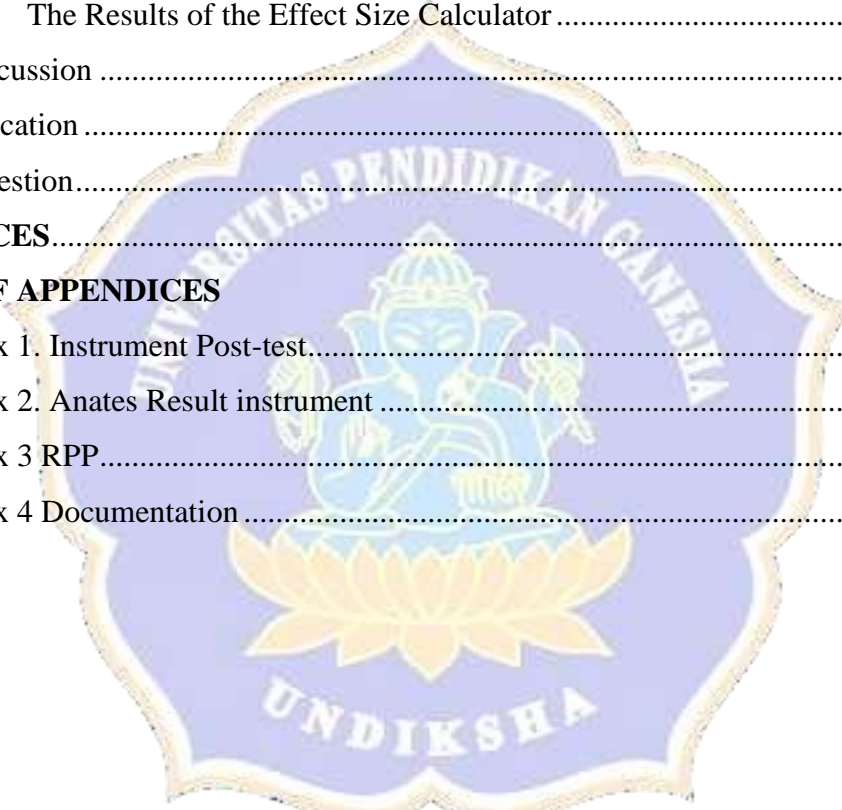 The Results of the Effect Size Calculator ........................................
cussion ........................................................................................................
cation ..........................................................................................................
estion...........................................................................................................
CES..............................................................................................................
F APPENDICES
x 1. Instrument Post-test............................................................................
x 2. Anates Result instrument ...................................................................
x 3 RPP........................................................................................................
x 4 Documentation ....................................................................................
UNIVERSITAS PENDIDIKAN GANESHA
UNDIKSHA